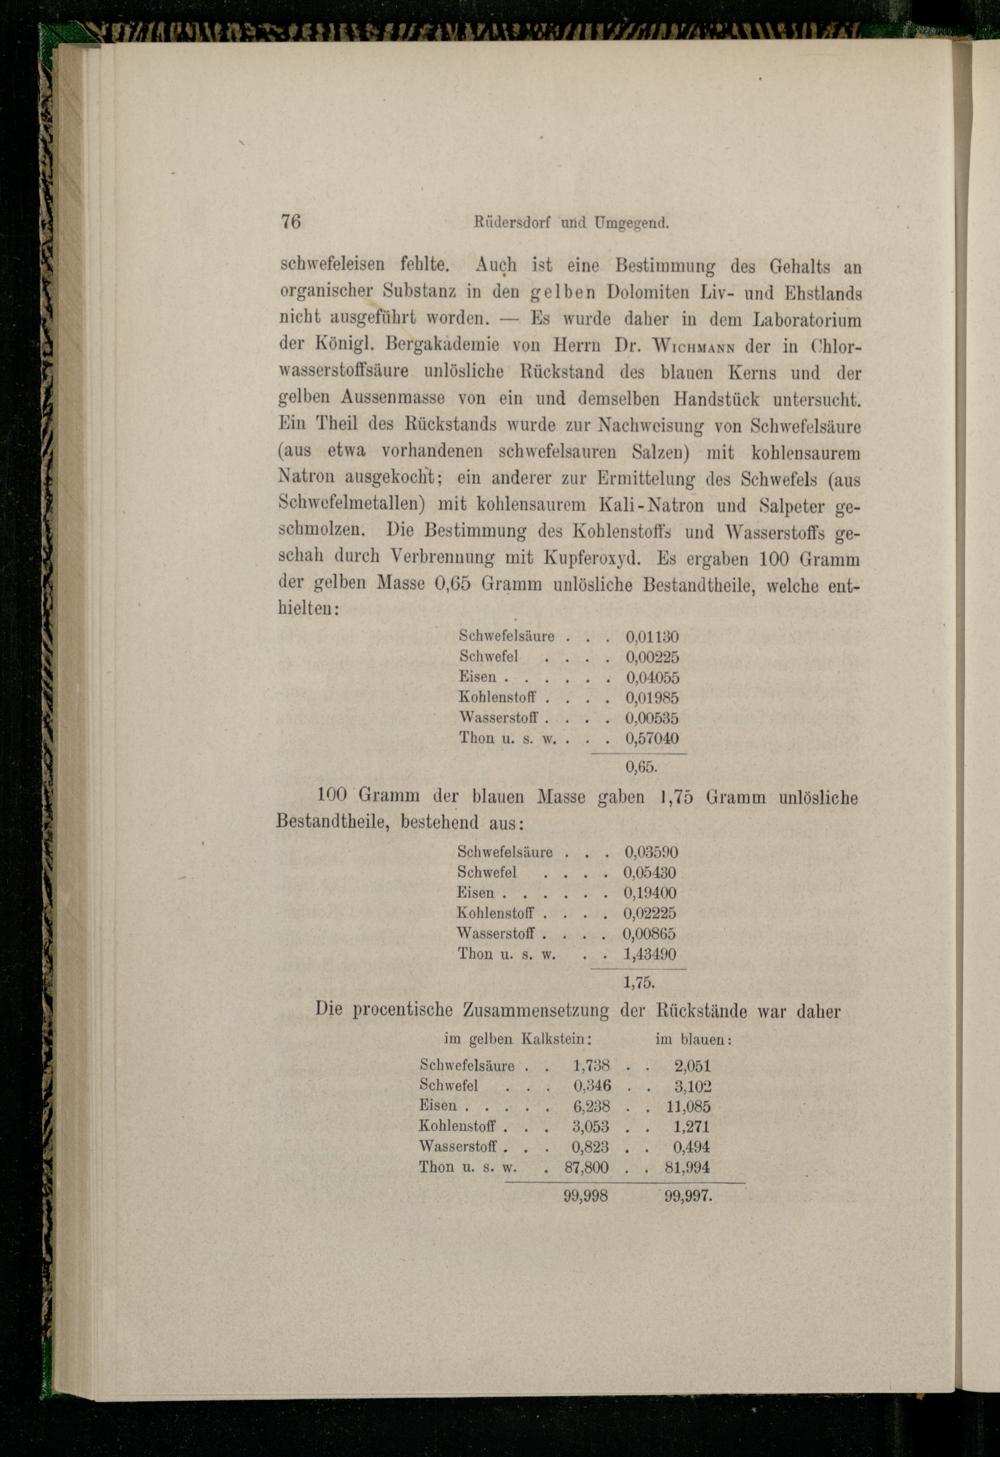 76 Rüdersdorf und Umgegend.
schwefeleisen fehlte. Auch ist eine Bestimmung des Gehalts an
organischer Substanz in den gelben Dolomiten Liv- und Ehstlands
nicht ausgeführt worden. — Es wurde daher in dem Laboratorium
der Königl. Bergakademie von Herrn Dr. WICHMANN der in Chlor-
wasserstoffsäure unlösliche Rückstand des blauen Kerns und der
gelben Aussenmasse von ein und demselben Handstück untersucht.
Ein Theil des Rückstands wurde zur Nachweisung von Schwefelsäure
(aus etwa vorhandenen schwefelsauren Salzen) mit kohlensaurem
Natron ausgekocht; ein anderer zur Ermittelung des Schwefels (aus
Schwefelmetallen) mit kohlensaurem Kali-Natron und Salpeter ge-
schmolzen. Die Bestimmung des Kohlenstoffs und Wasserstoffs ge-
schah durch Verbrennung mit Kupferoxyd. Es ergaben 100 Gramm
der gelben Masse 0,65 Gramm unlösliche Bestandtheile, welche ent-
hielten:
Schwefelsäure . . . 0,01130
Schwefel . . . . 0,00225
Eisen . . . . . . 0,04055
Kohlenstoff . . . . 0,01985
Wasserstoff . . . . 0,00535
Thon u. s. w. . . . 0,57040
0,65.
100 Gramm der blauen Masse gaben 1,75 Gramm unlösliche
Bestandtheile, bestehend aus:
Schwefelsäure . . . 0,03590
Schwefel . . . . 0,05430
Eisen . . . . . . 0,19400
Kohlenstoff . . . . 0,02225
Wasserstoff . . . . 0,00865
Thon u. s. w. . . 1,43490
1,75.
Die procentische Zusammensetzung der Rückstände war daher
im gelben Kalkstein: im blauen:
Schwefelsäure . . 1,738 . . 2,051
Schwefel . . . 0,346 . . 3,102
Eisen . . . . . 6,238 . . 11,085
Kohlenstoff . . . 3,053 . . 1,271
Wasserstoff . . . 0,823 . . 0,494
Thon u. s. w. . 87,800 . . 81,994
99,998 99,997.